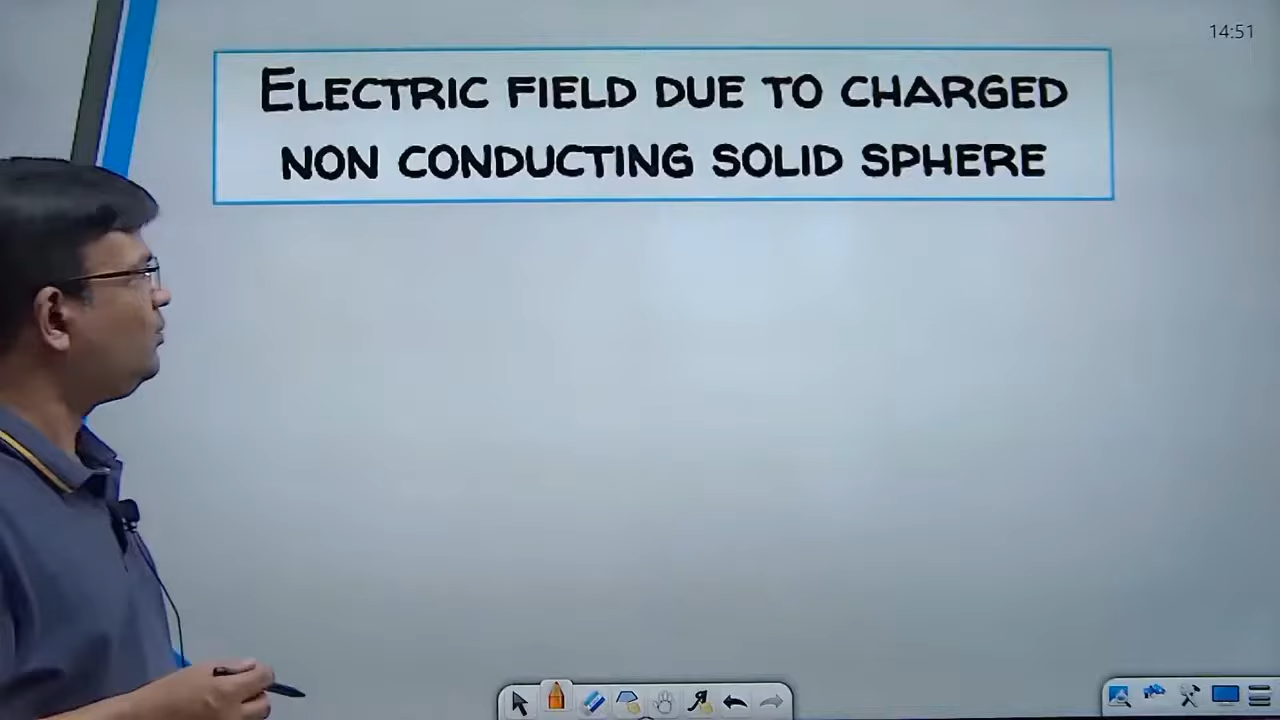 14:51
ELECTRIC FIELD DUE TO CHARGED
NON CONDUCTING SOLID SPHERE